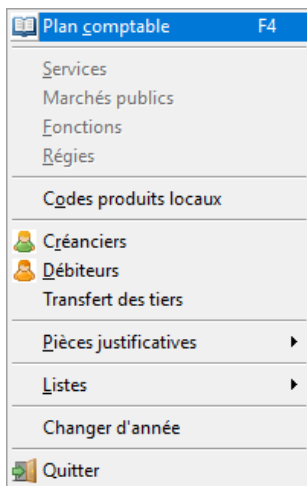 Plan comptable F4
Services
Marchés publics
Fonctions
Régies
Codes produits locaux
Créanciers
Débiteurs
Transfert des tiers
Pièces justificatives
Listes
Changer d'année
Quitter